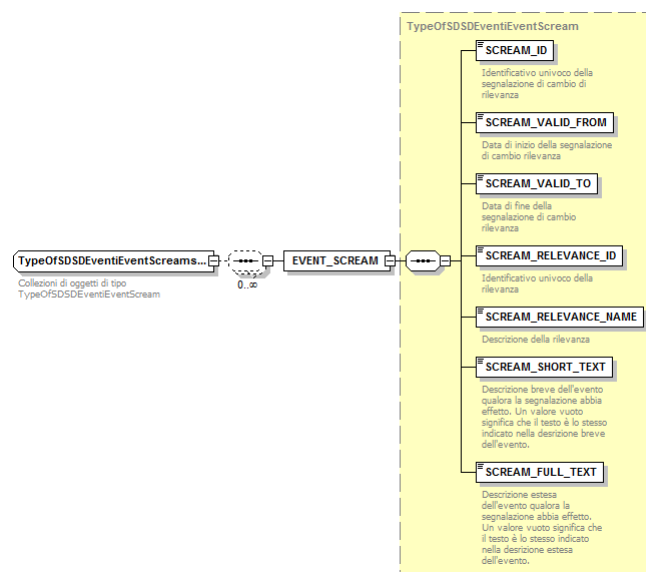 TypeOfSDSDEventiEventScream
SCREAM_ID
Identificativo univoco della
segnalazione di cambio di
rilevanza
SCREAM_VALID_FROM
Data di inizio della segnalazione
di cambio rilevanza
SCREAM_VALID_TO
Data di fine della
segnalazione di cambio
rilevanza
TypeOfSDSDEventiEventScreams...
Collezioni di oggetti di tipo
TypeOfSDSDEventiEventScream
0..∞
EVENT_SCREAM
SCREAM_RELEVANCE_ID
Identificativo univoco della
rilevanza
SCREAM_RELEVANCE_NAME
Descrizione della rilevanza
SCREAM_SHORT_TEXT
Descrizione breve dell'evento
qualora la segnalazione abbia
effetto. Un valore vuoto
significa che il testo è lo stesso
indicato nella desrizione breve
dell'evento.
SCREAM_FULL_TEXT
Descrizione estesa
dell'evento qualora la
segnalazione abbia effetto.
Un valore vuoto significa che
il testo è lo stesso indicato
nella desrizione estesa
dell'evento.